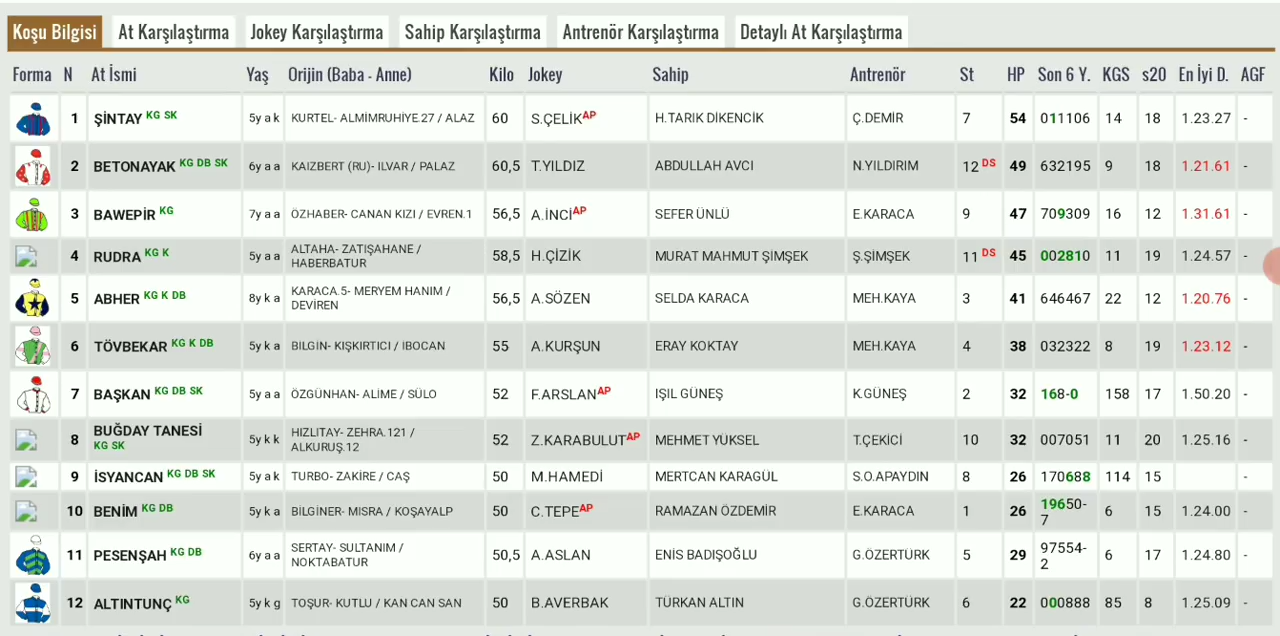 Koşu Bilgisi At Karşılaştırma Jokey Karşılaştırma Sahip Karşılaştırma Antrenör Karşılaştırma Detaylı At Karşılaştırma
Forma N At İsmi Yaş Orijin (Baba - Anne) Kilo Jokey Sahip Antrenör St HP Son 6 Y. KGS s20 En İyi D. AGF
1 ŞİNTAY KG SK 5y a k KURTEL- ALMİMRUHİYE.27 / ALAZ 60 S.ÇELİKAP H.TARIK DİKENCİK Ç.DEMİR 7 54 011106 14 18 1.23.27 -
2 BETONAYAK KG DB SK 6y a a KAIZBERT (RU)- ILVAR / PALAZ 60,5 T.YILDIZ ABDULLAH AVCI N.YILDIRIM 12 DS 49 632195 9 18 1.21.61 -
3 BAWEPİR KG 7y a a ÖZHABER- CANAN KIZI / EVREN.1 56,5 A.İNCİAP SEFER ÜNLÜ E.KARACA 9 47 709309 16 12 1.31.61 -
4 RUDRA KG K 5y a a ALTAHA- ZATIŞAHANE / HABERBATUR 58,5 H.ÇİZİK MURAT MAHMUT ŞİMŞEK Ş.ŞİMŞEK 11 DS 45 002810 11 19 1.24.57 -
5 ABHER KG K DB 8y k a KARACA.5- MERYEM HANIM / DEVİREN 56,5 A.SÖZEN SELDA KARACA MEH.KAYA 3 41 646467 22 12 1.20.76 -
6 TÖVBEKAR KG K DB 5y k a BİLGİN- KIŞKIRTICI / IBOCAN 55 A.KURŞUN ERAY KOKTAY MEH.KAYA 4 38 032322 8 19 1.23.12 -
7 BAŞKAN KG DB SK 5y a a ÖZGÜNHAN- ALİME / SÜLO 52 F.ARSLANAP IŞIL GÜNEŞ K.GÜNEŞ 2 32 168-0 158 17 1.50.20 -
8 BUĞDAY TANESİ KG SK 5y k k HIZLITAY- ZEHRA.121 / ALKURUŞ.12 52 Z.KARABULUTAP MEHMET YÜKSEL T.ÇEKİCİ 10 32 007051 11 20 1.25.16 -
9 İSYANCAN KG DB SK 5y a k TURBO- ZAKİRE / CAŞ 50 M.HAMEDİ MERTCAN KARAGÜL S.O.APAYDIN 8 26 170688 114 15 -
10 BENİM KG DB 5y k a BİLGİNER- MISRA / KOŞAYALP 50 C.TEPEAP RAMAZAN ÖZDEMİR E.KARACA 1 26 19650-7 6 15 1.24.00 -
11 PESENŞAH KG DB 6y a a SERTAY- SULTANIM / NOKTABATUR 50,5 A.ASLAN ENİS BADIŞOĞLU G.ÖZERTÜRK 5 29 97554-2 6 17 1.24.80 -
12 ALTINTUNÇ KG 5y k g TOŞUR- KUTLU / KAN CAN SAN 50 B.AVERBAK TÜRKAN ALTIN G.ÖZERTÜRK 6 22 000888 85 8 1.25.09 -